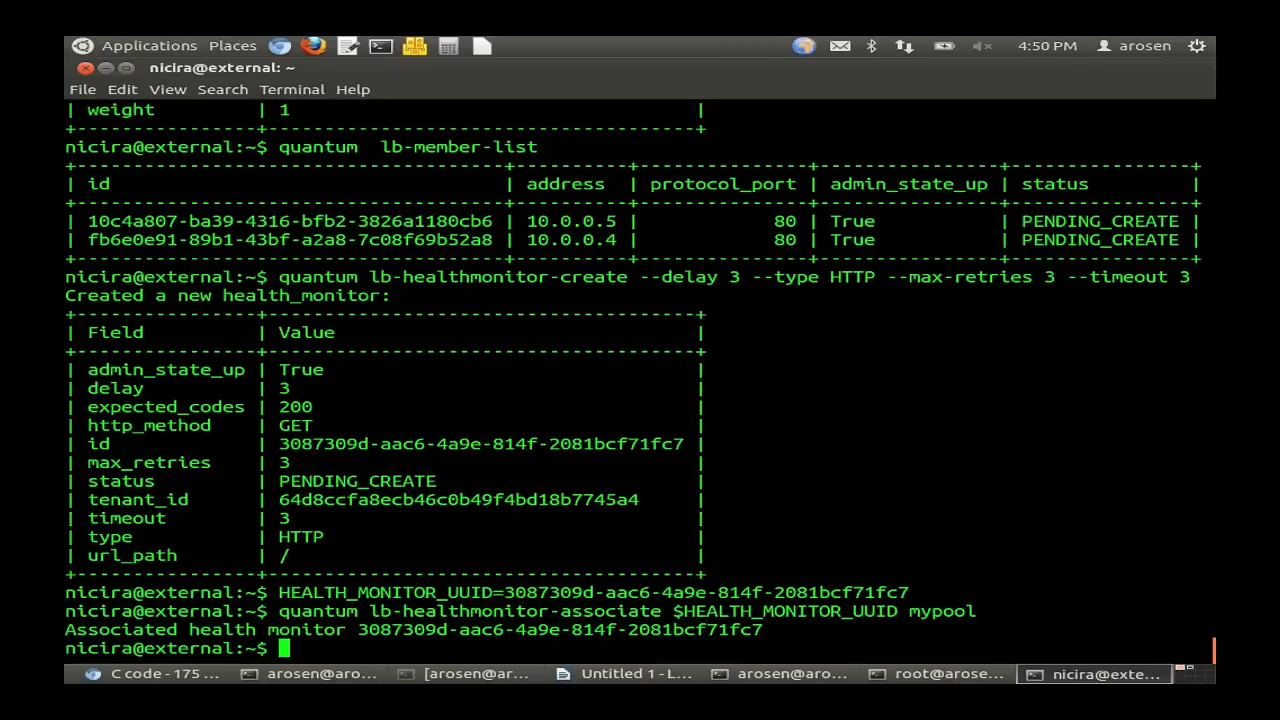 Applications Places 4:50 PM arosen
nicira@external: ~
File Edit View Search Terminal Help
| weight | 1 |
+-----------------+--------------------------------------+
nicira@external:~$ quantum  lb-member-list
+--------------------------------------+----------+---------------+----------------+----------------+
| id | address | protocol_port | admin_state_up | status |
+--------------------------------------+----------+---------------+----------------+----------------+
| 10c4a807-ba39-4316-bfb2-3826a1180cb6 | 10.0.0.5 | 80 | True | PENDING_CREATE |
| fb6e0e91-89b1-43bf-a2a8-7c08f69b52a8 | 10.0.0.4 | 80 | True | PENDING_CREATE |
+--------------------------------------+----------+---------------+----------------+----------------+
nicira@external:~$ quantum lb-healthmonitor-create --delay 3 --type HTTP --max-retries 3 --timeout 3
Created a new health_monitor:
+----------------+--------------------------------------+
| Field | Value |
+----------------+--------------------------------------+
| admin_state_up | True |
| delay | 3 |
| expected_codes | 200 |
| http_method | GET |
| id | 3087309d-aac6-4a9e-814f-2081bcf71fc7 |
| max_retries | 3 |
| status | PENDING_CREATE |
| tenant_id | 64d8ccfa8ecb46c0b49f4bd18b7745a4 |
| timeout | 3 |
| type | HTTP |
| url_path | / |
+----------------+--------------------------------------+
nicira@external:~$ HEALTH_MONITOR_UUID=3087309d-aac6-4a9e-814f-2081bcf71fc7
nicira@external:~$ quantum lb-healthmonitor-associate $HEALTH_MONITOR_UUID mypool
Associated health monitor 3087309d-aac6-4a9e-814f-2081bcf71fc7
nicira@external:~$
C code - 175 ... arosen@aro... [arosen@ar... Untitled 1 - L... arosen@aro... root@arose... nicira@exte...